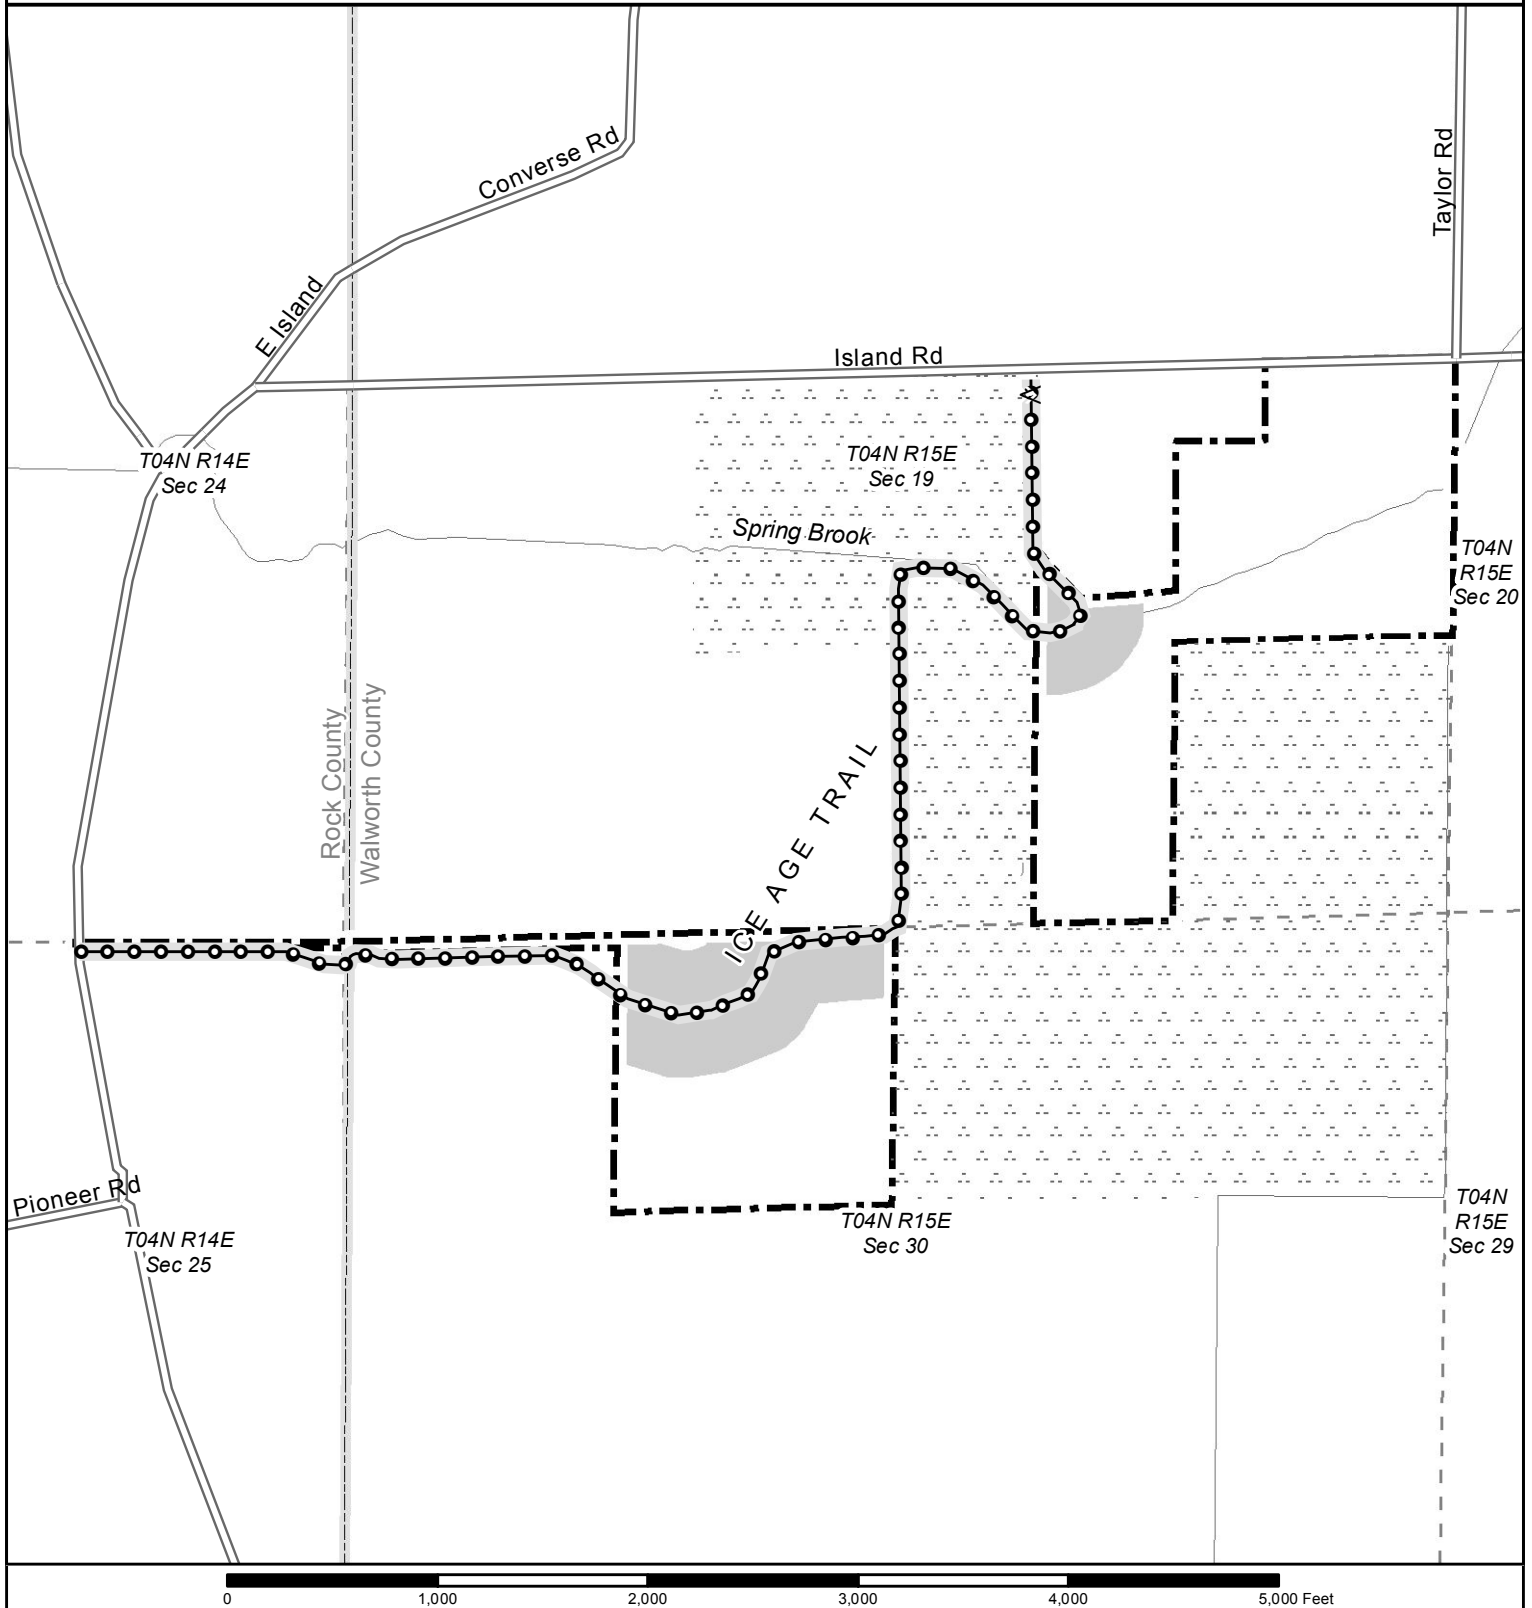 Converse Rd
Taylor Rd
E Island
Island Rd
T04N R14E
Sec 24
T04N R15E
Sec 19
Spring Brook
T04N
R15E
Sec 20
Rock County
Walworth County
ICE AGE TRAIL
Pioneer Rd
T04N R14E
Sec 25
T04N R15E
Sec 30
T04N
R15E
Sec 29
0 1,000 2,000 3,000 4,000 5,000 Feet